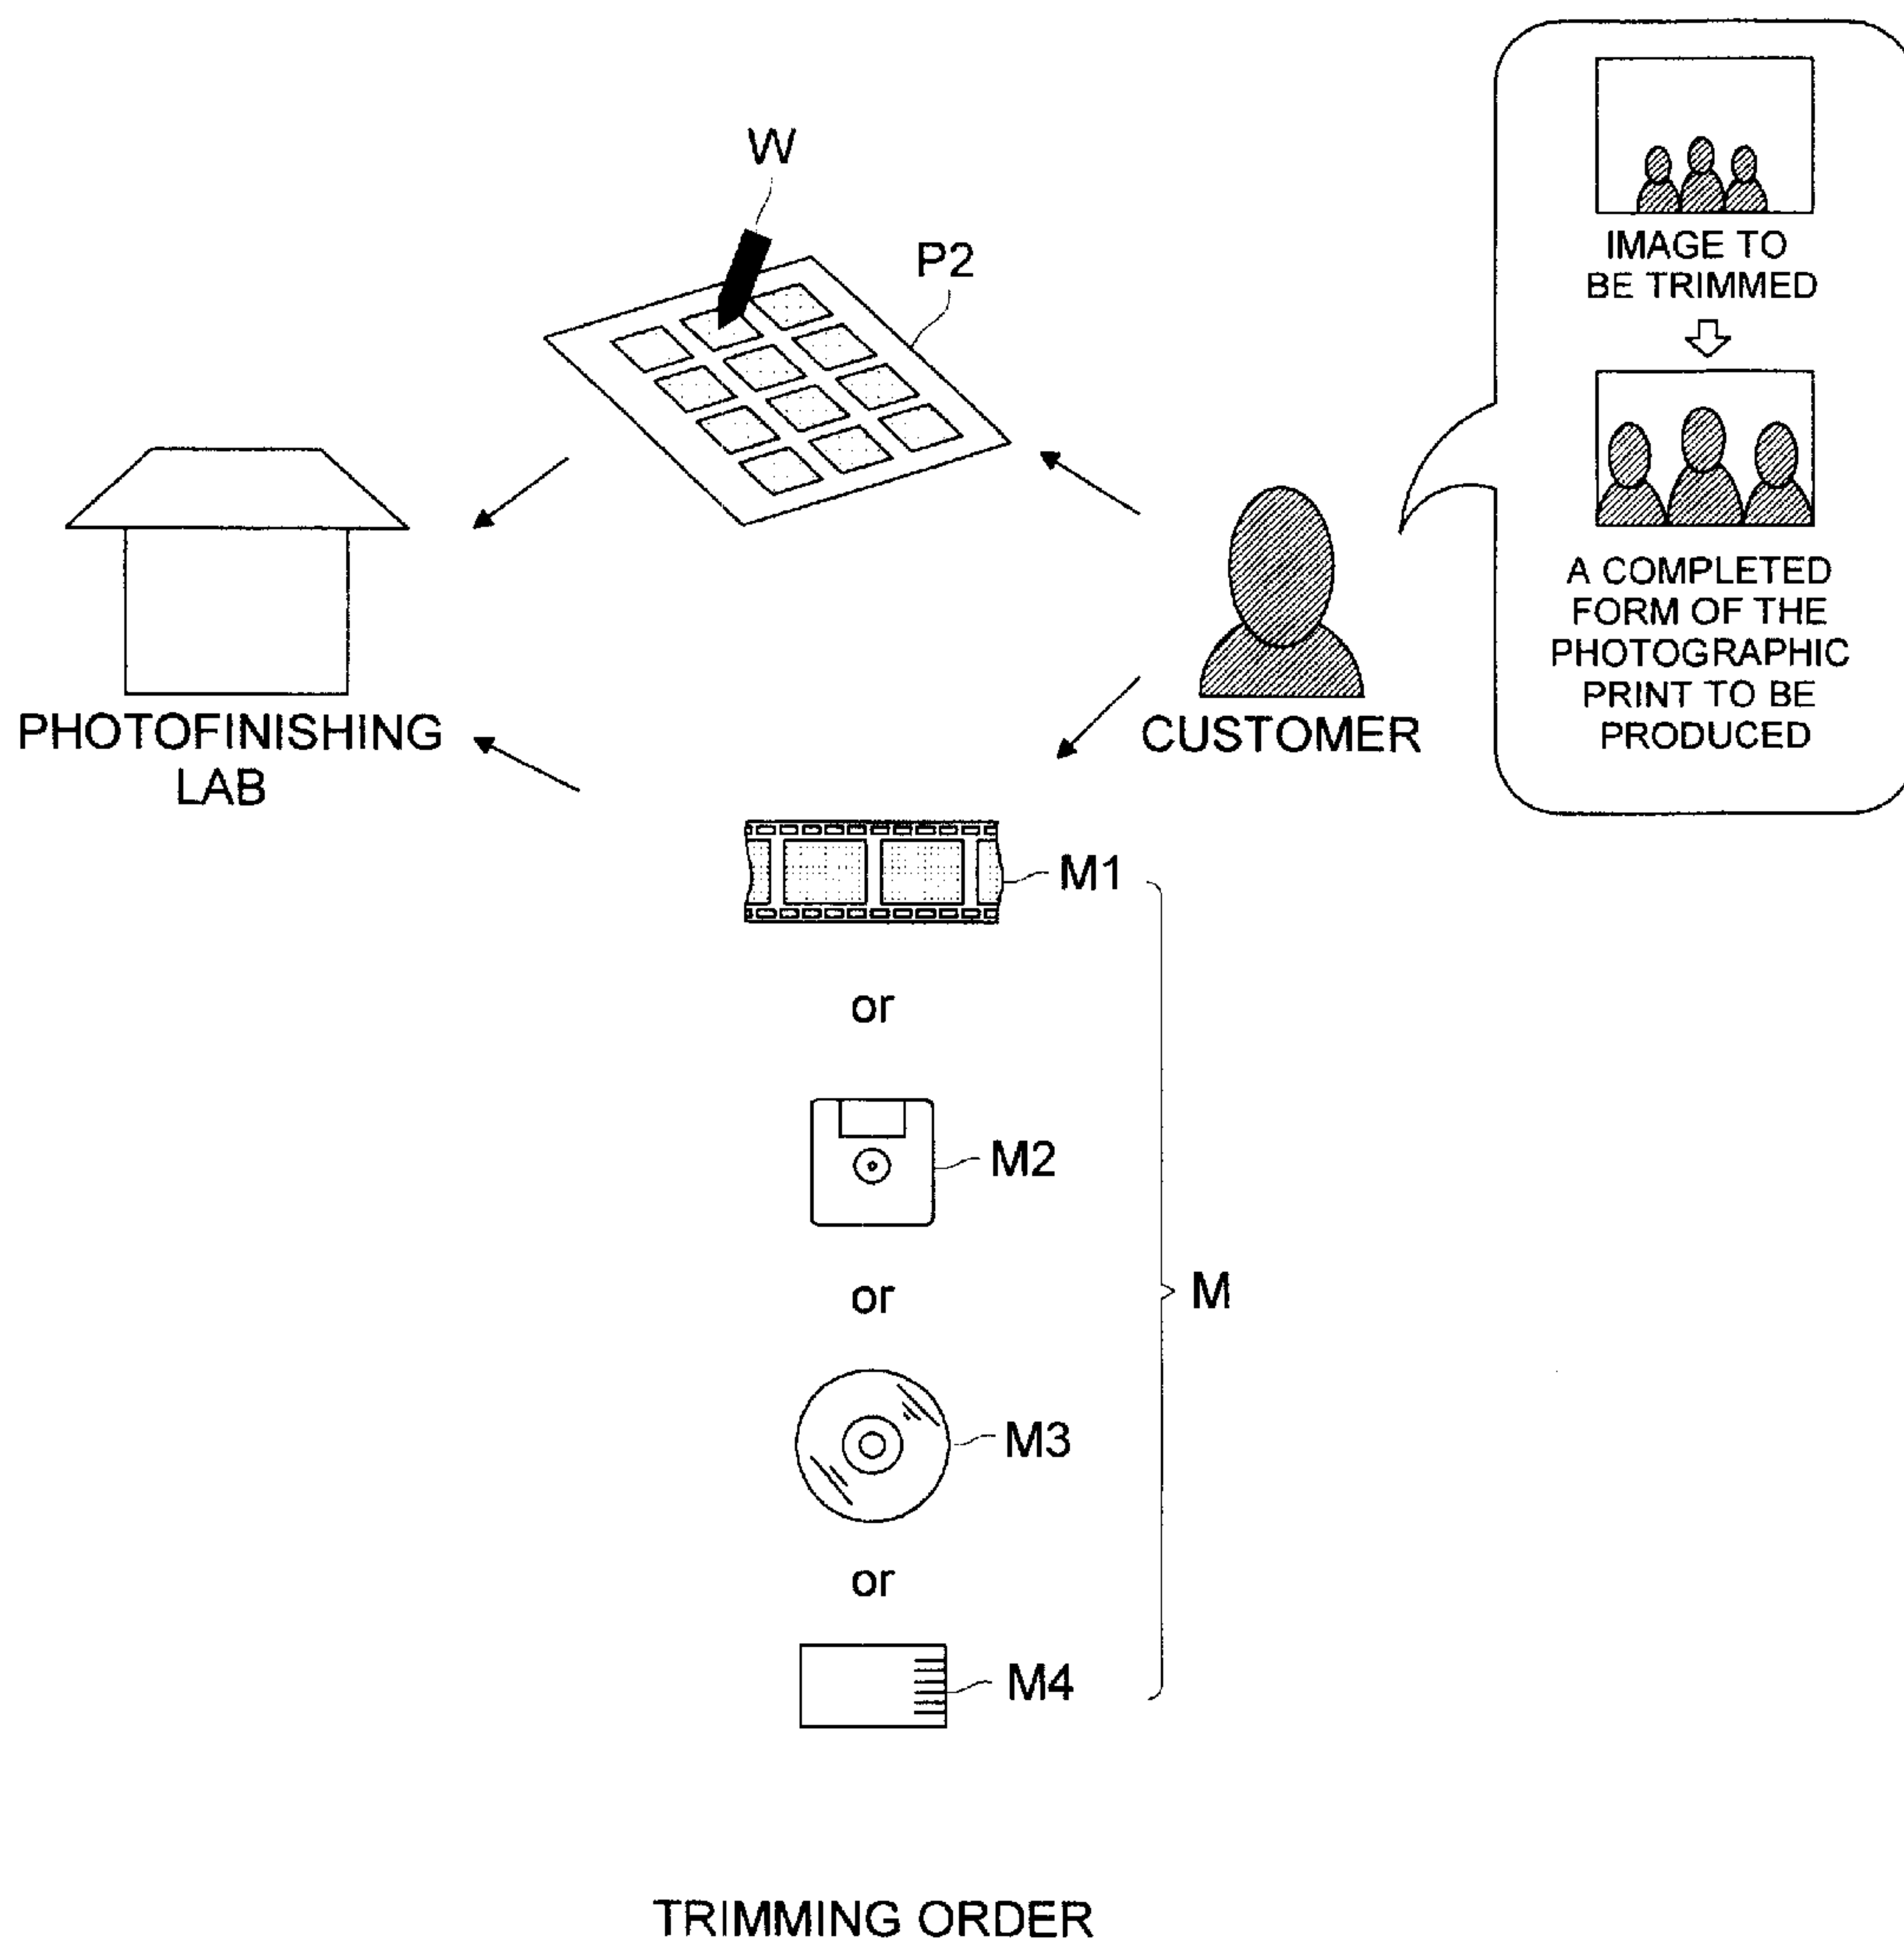 W
P2
IMAGE TO
BE TRIMMED
A COMPLETED
FORM OF THE
PHOTOGRAPHIC
PRINT TO BE
PRODUCED
PHOTOFINISHING
LAB
CUSTOMER
M1
or
M2
or
M
M3
or
M4
TRIMMING ORDER